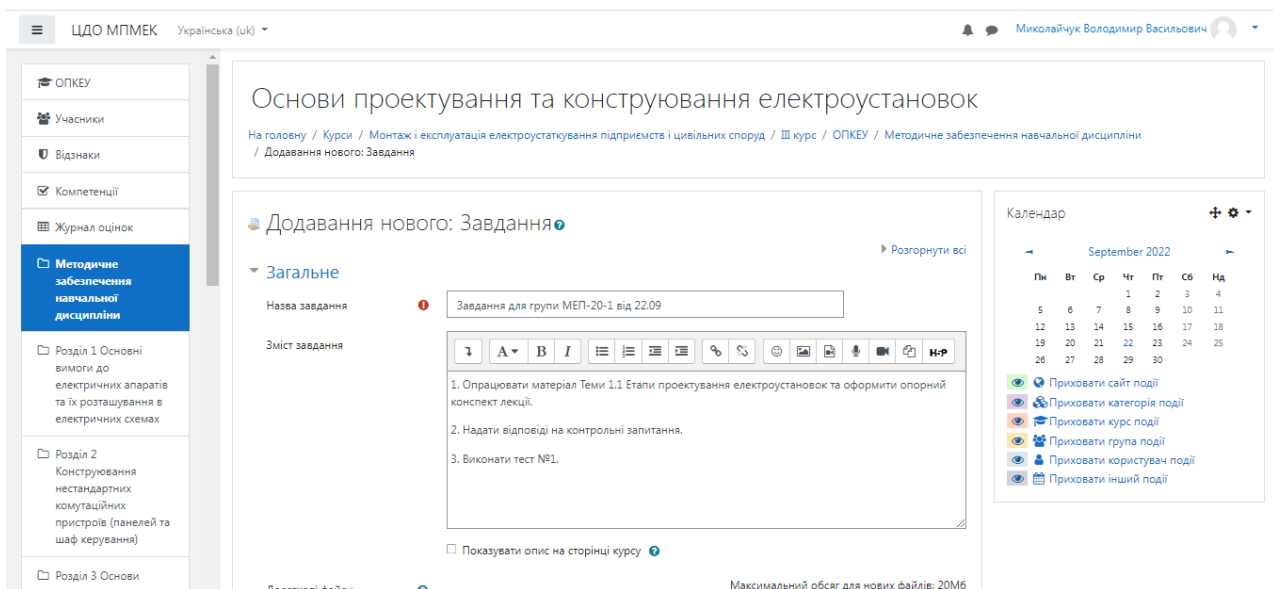 ЦДО МПМЕК Українська (uk)
Миколайчук Володимир Васильович
ОПКЕУ
Учасники
Відзнаки
Компетенції
Журнал оцінок
Методичне
забезпечення
навчальної
дисципліни
Розділ 1 Основні
вимоги до
електричних апаратів
та їх розташування в
електричних схемах
Розділ 2
Конструювання
нестандартних
комутаційних
пристроїв (панелей та
шаф керування)
Розділ 3 Основи
Основи проектування та конструювання електроустановок
На головну / Курси / Монтаж і експлуатація електроустаткування підприємств і цивільних споруд / III курс / ОПКЕУ / Методичне забезпечення навчальної дисципліни
/ Додавання нового: Завдання
Додавання нового: Завдання
Розгорнути всі
Загальне
Назва завдання
Завдання для групи МЕП-20-1 від 22.09
Зміст завдання
A B I H-P
1. Опрацювати матеріал Теми 1.1 Етапи проектування електроустановок та оформити опорний
конспект лекції.
2. Надати відповіді на контрольні запитання.
3. Виконати тест №1.
Показувати опис на сторінці курсу
Додаткові файли
Максимальний обсяг для нових файлів: 20Мб
Календар
September 2022
Пн Вт Ср Чт Пт Сб Нд
1 2 3 4
5 6 7 8 9 10 11
12 13 14 15 16 17 18
19 20 21 22 23 24 25
26 27 28 29 30
Приховати сайт події
Приховати категорія події
Приховати курс події
Приховати група події
Приховати користувач події
Приховати інший події